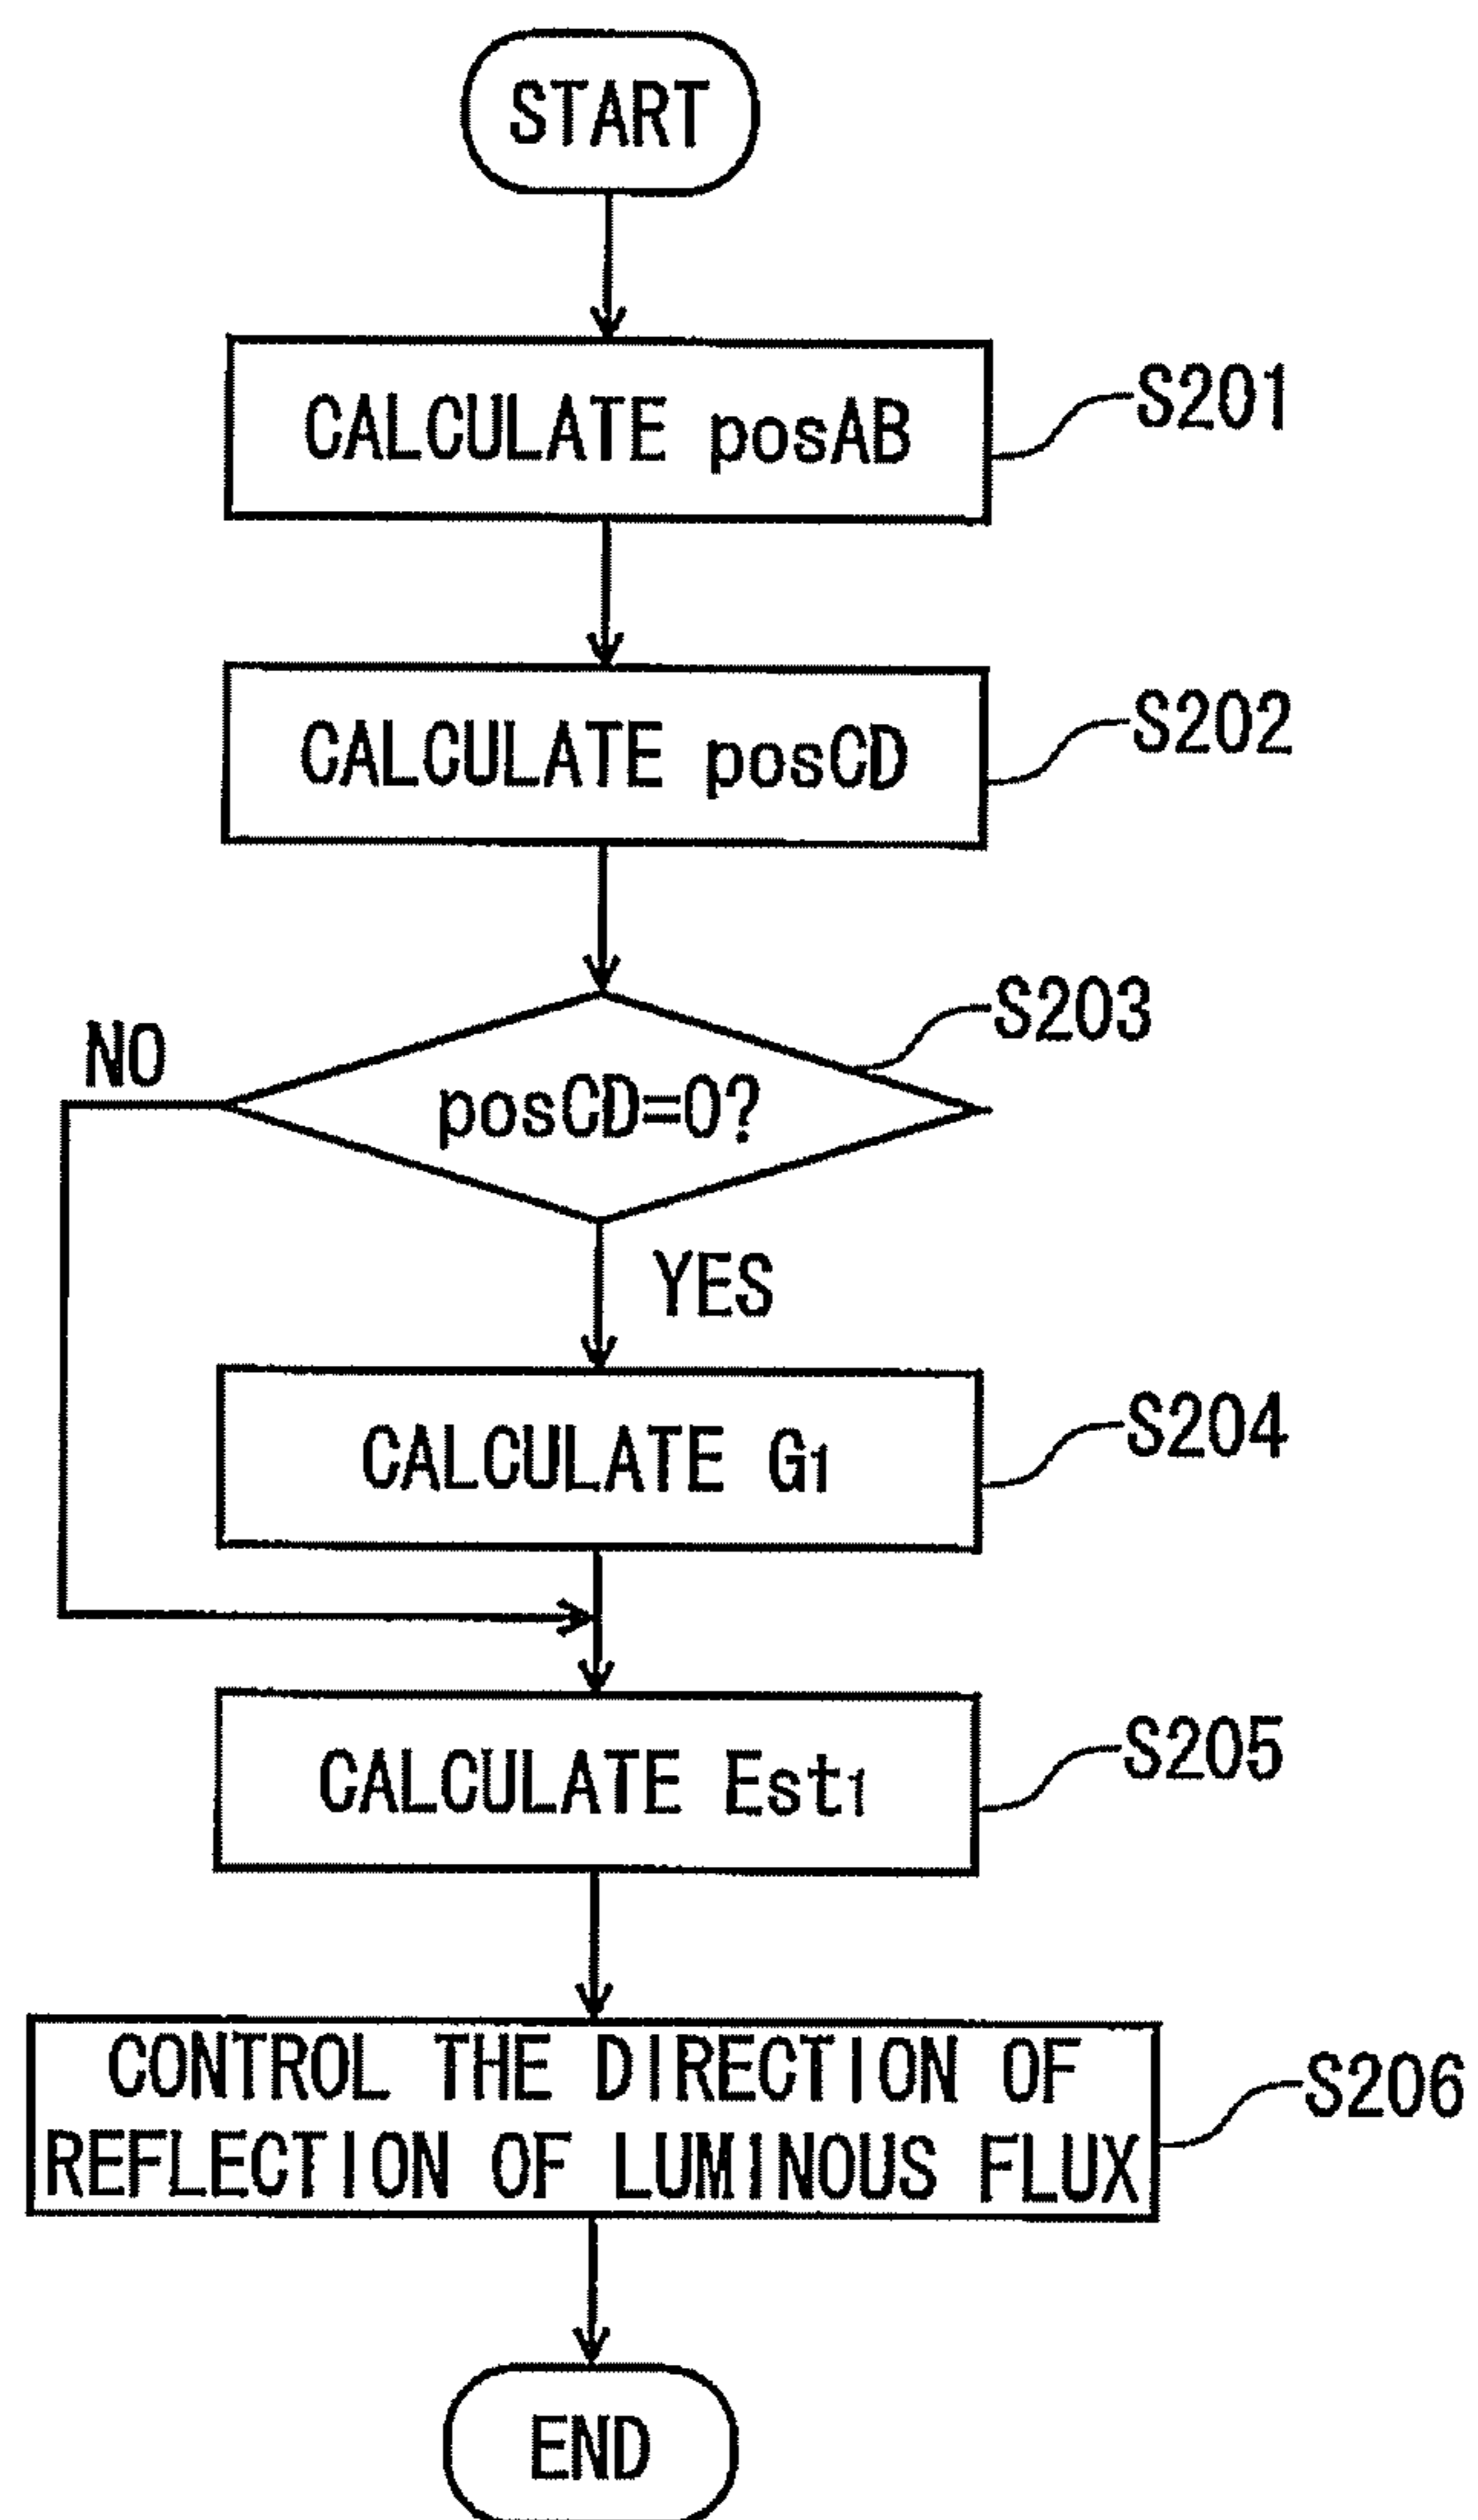 START
CALCULATE posAB
S201
CALCULATE posCD
S202
S203
NO
posCD=0?
YES
CALCULATE G1
S204
CALCULATE Est1
S205
CONTROL THE DIRECTION OF
REFLECTION OF LUMINOUS FLUX
S206
END